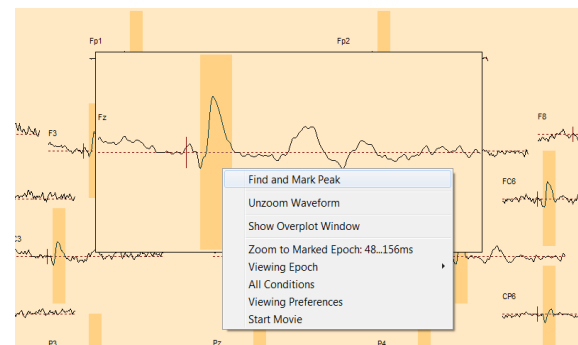 Fp1 Fp2
Fz
F3 F8
Find and Mark Peak
FC6
Unzoom Waveform
Show Overplot Window
C3
Zoom to Marked Epoch: 48...156ms
Viewing Epoch
All Conditions
Viewing Preferences
CP6
Start Movie
P3 Pz P4